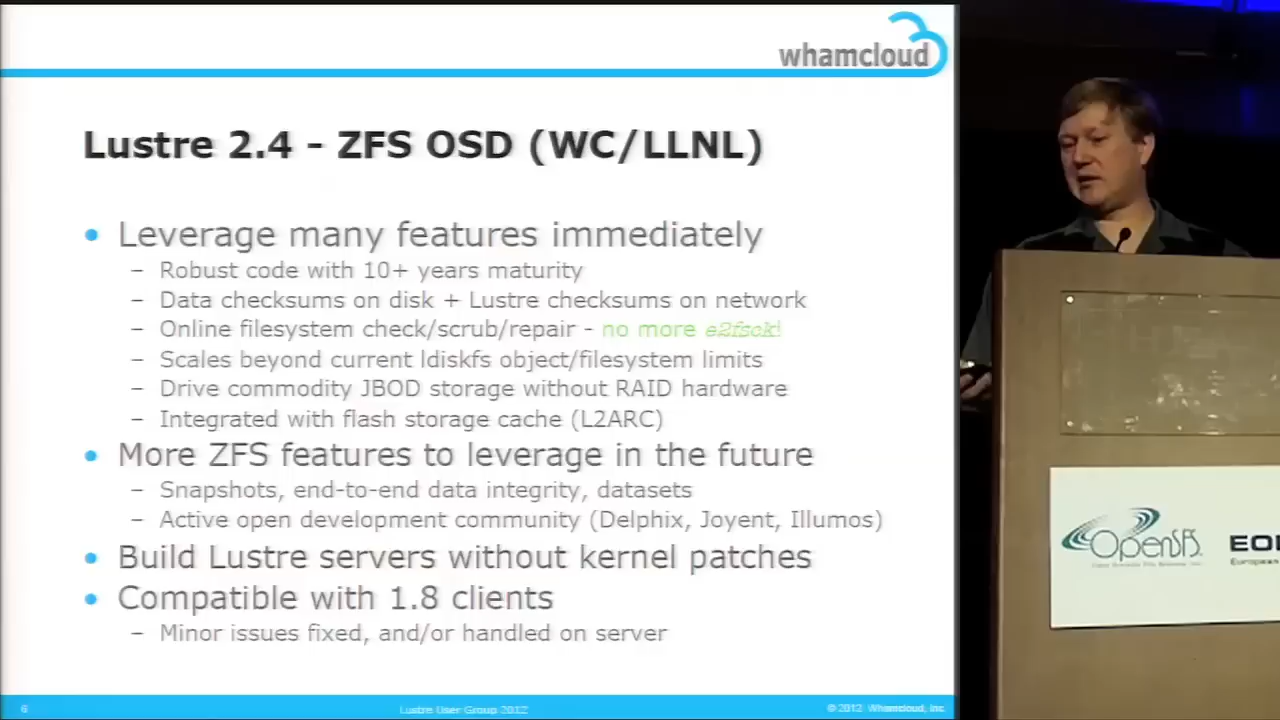 whamcloud
Lustre 2.4 - ZFS OSD (WC/LLNL)
• Leverage many features immediately
– Robust code with 10+ years maturity
– Data checksums on disk + Lustre checksums on network
– Online filesystem check/scrub/repair - no more e2fsck!
– Scales beyond current ldiskfs object/filesystem limits
– Drive commodity JBOD storage without RAID hardware
– Integrated with flash storage cache (L2ARC)
• More ZFS features to leverage in the future
– Snapshots, end-to-end data integrity, datasets
– Active open development community (Delphix, Joyent, Illumos)
• Build Lustre servers without kernel patches
• Compatible with 1.8 clients
– Minor issues fixed, and/or handled on server
6
Lustre User Group 2012
© 2012 Whamcloud, Inc.
OpenSFS
EO
European